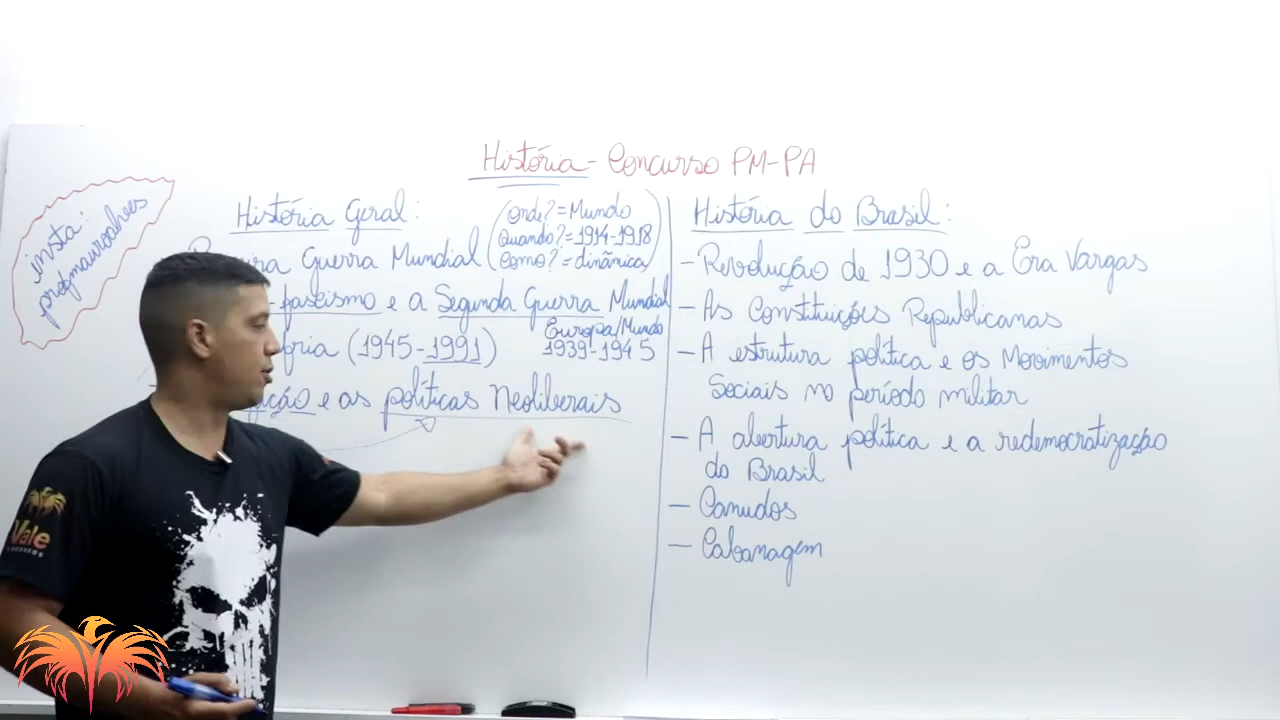 História - Concurso PM-PA
insta
profmauroalves
História Geral:
(Onde? = Mundo
Quando? = 1914-1918
Como? = dinâmica)
Guerra Mundial
fascismo e a Segunda Guerra Mundial
(1945-1991)
Europa/Mundo
1939-1945
e as políticas Neoliberais
História do Brasil:
- Revolução de 1930 e a Era Vargas
- As Constituições Republicanas
- A estrutura política e os Movimentos
Sociais no período militar
- A abertura política e a redemocratização
do Brasil
- Canudos
- Cabanagem
Vale